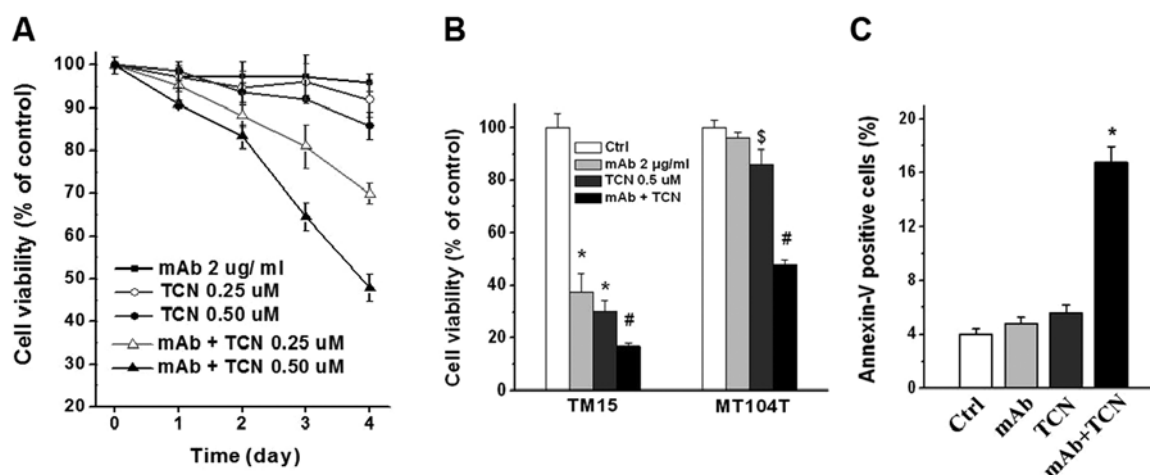 A
Cell viability (% of control)
100
90
80
70
60
50
40
30
20
mAb 2 ug/ ml
TCN 0.25 uM
TCN 0.50 uM
mAb + TCN 0.25 uM
mAb + TCN 0.50 uM
0 1 2 3 4
Time (day)
B
Cell viability (% of control)
100
80
60
40
20
0
Ctrl
mAb 2 µg/ml
TCN 0.5 uM
mAb + TCN
* * #
$ #
TM15 MT104T
C
Annexin-V positive cells (%)
20
16
12
8
4
0
*
Ctrl mAb TCN mAb+TCN